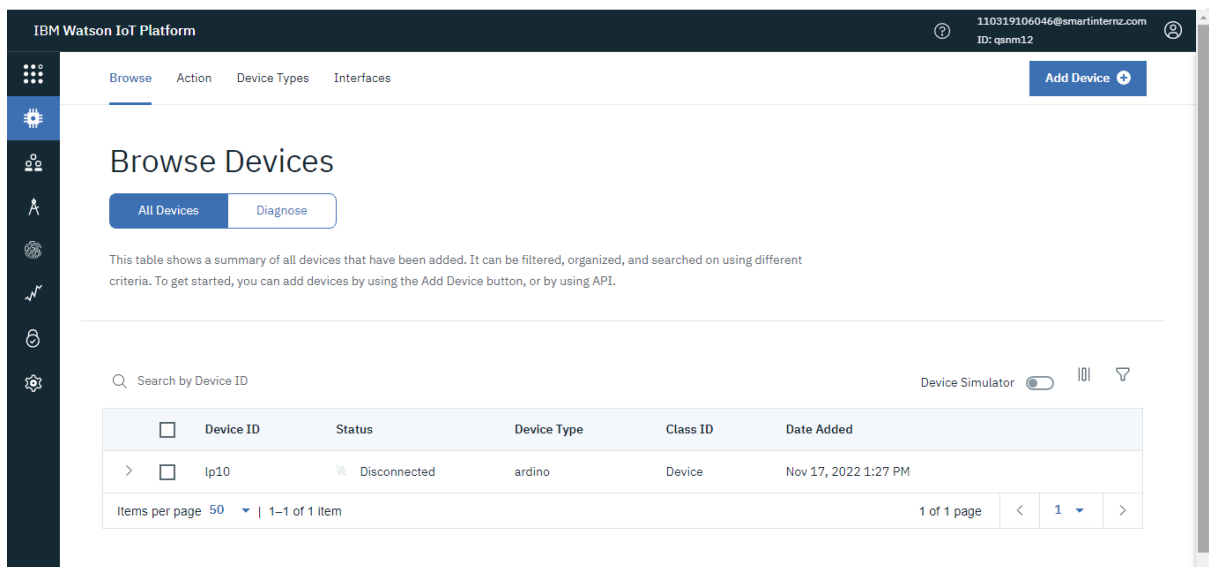 IBM Watson IoT Platform
110319106046@smartinternz.com
ID: qsnm12
Browse Action Device Types Interfaces
Add Device
Browse Devices
All Devices Diagnose
This table shows a summary of all devices that have been added. It can be filtered, organized, and searched on using different
criteria. To get started, you can add devices by using the Add Device button, or by using API.
Search by Device ID
Device Simulator
Device ID Status Device Type Class ID Date Added
lp10 Disconnected ardino Device Nov 17, 2022 1:27 PM
Items per page 50 | 1–1 of 1 item 1 of 1 page 1